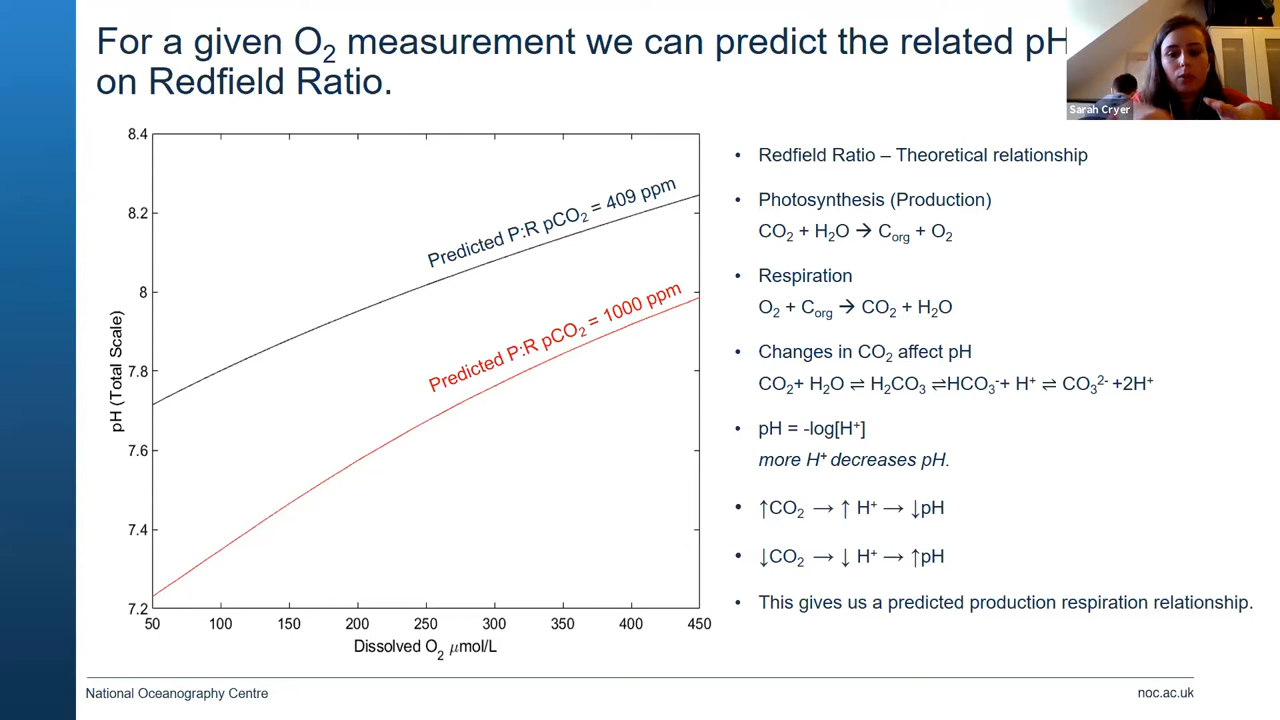 For a given O₂ measurement we can predict the related pH
on Redfield Ratio.
Sarah Cryer
8.4
8.2
8
7.8
7.6
7.4
7.2
pH (Total Scale)
Predicted P:R pCO₂ = 409 ppm
Predicted P:R pCO₂ = 1000 ppm
50 100 150 200 250 300 350 400 450
Dissolved O₂ μmol/L
• Redfield Ratio – Theoretical relationship
• Photosynthesis (Production)
CO₂ + H₂O → Corg + O₂
• Respiration
O₂ + Corg → CO₂ + H₂O
• Changes in CO₂ affect pH
CO₂+ H₂O ⇌ H₂CO₃ ⇌HCO₃⁻+ H⁺ ⇌ CO₃²⁻ +2H⁺
• pH = -log[H⁺]
more H⁺ decreases pH.
• ↑CO₂ → ↑ H⁺ → ↓pH
• ↓CO₂ → ↓ H⁺ → ↑pH
• This gives us a predicted production respiration relationship.
National Oceanography Centre
noc.ac.uk